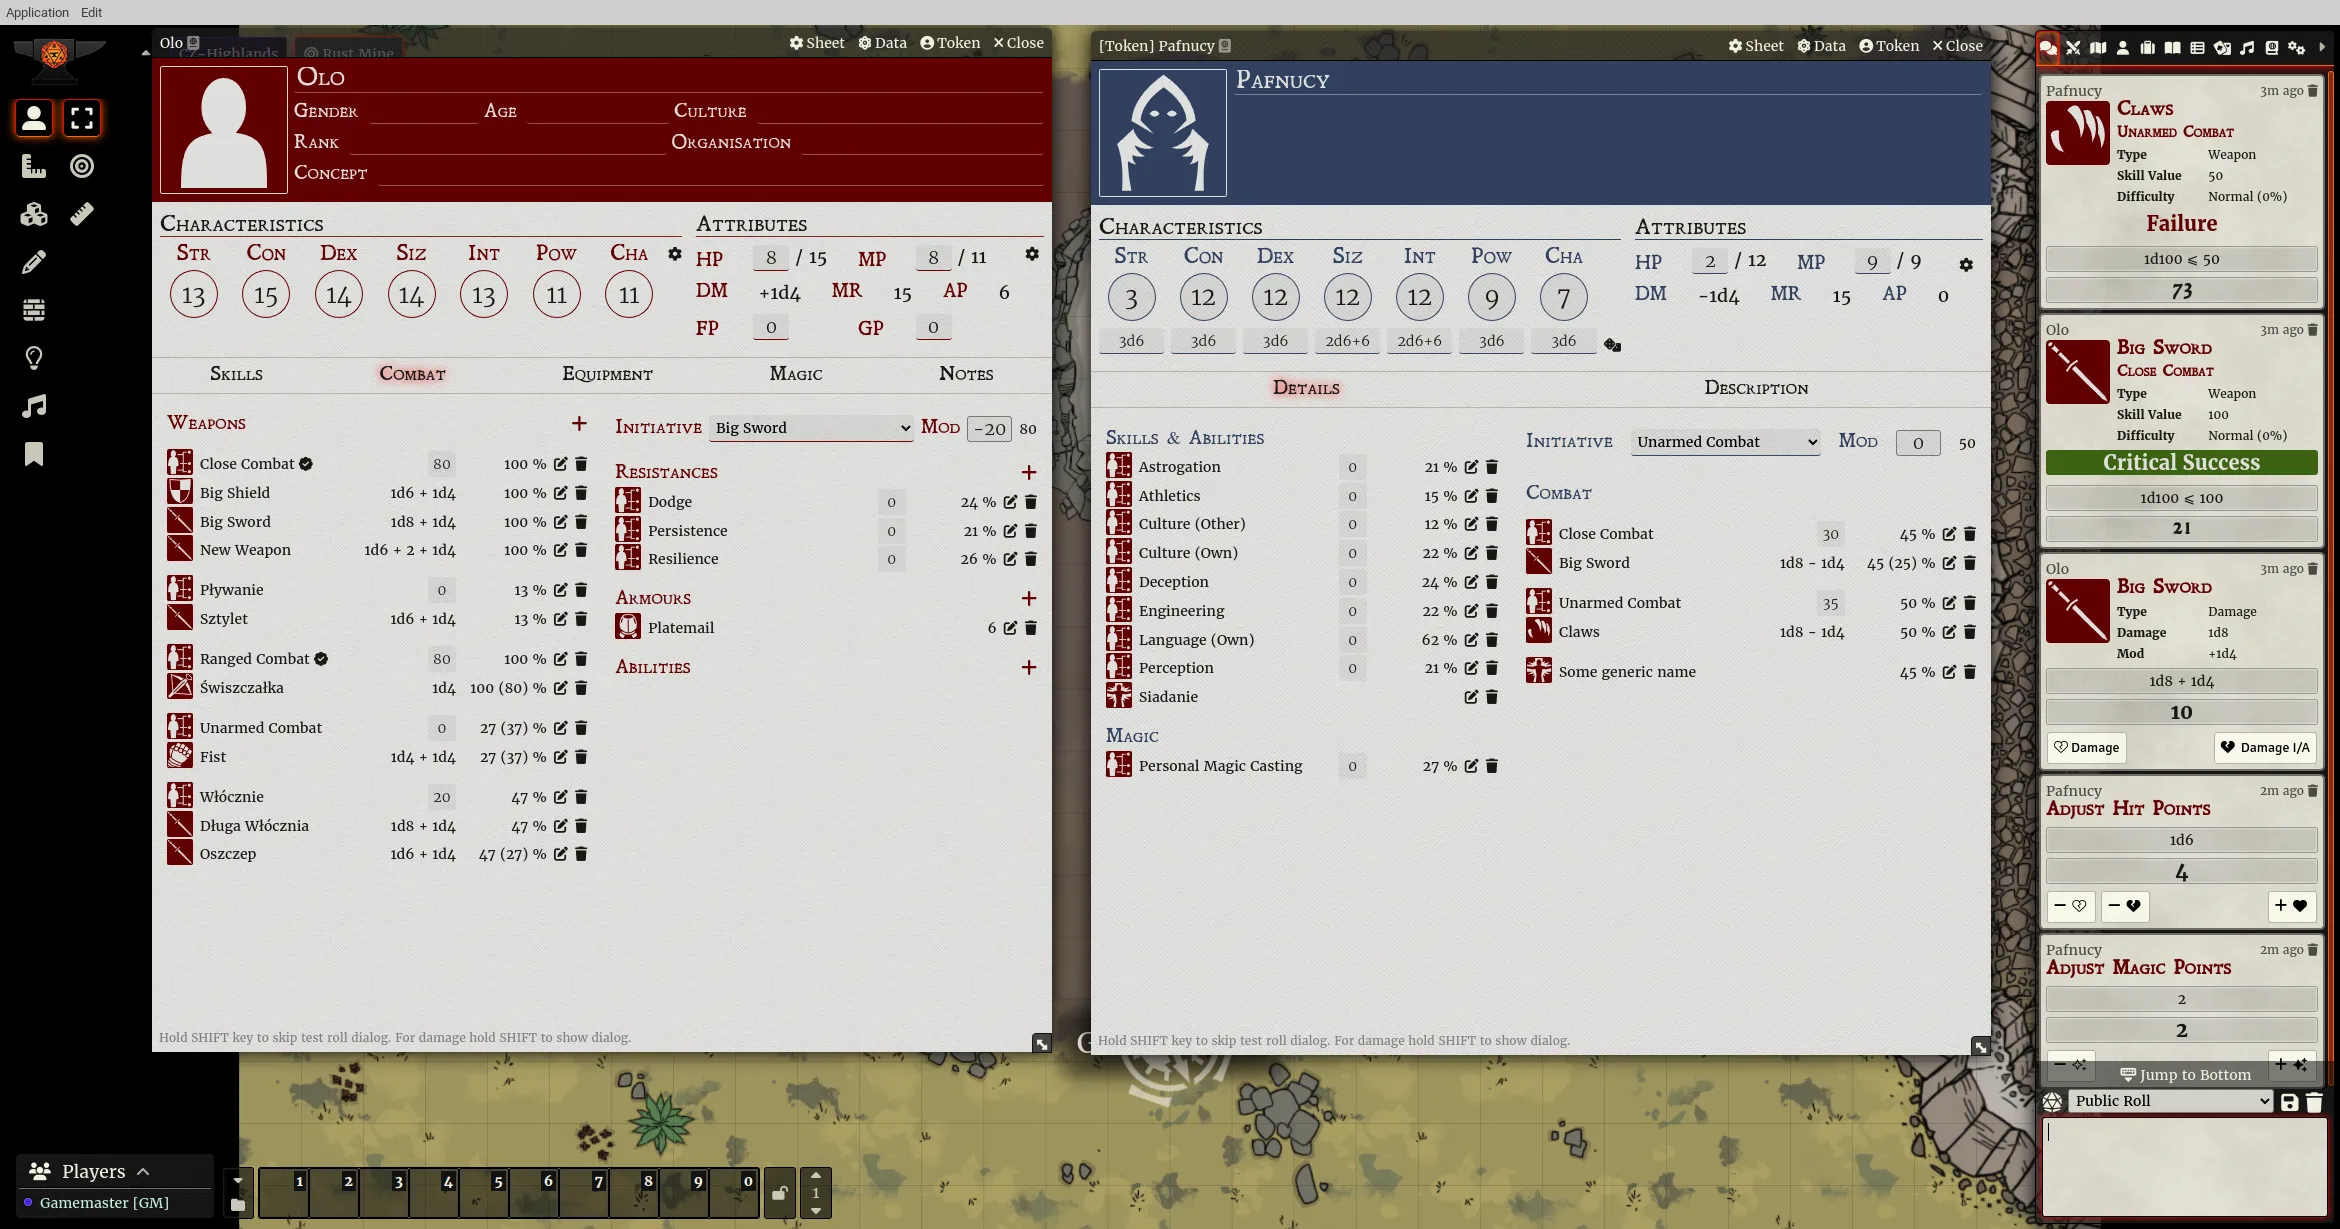 Application Edit
CZ-Highlands Rust Mine
Olo Sheet Data Token Close
Olo
Gender Age Culture
Rank Organisation
Concept
Characteristics
Str Con Dex Siz Int Pow Cha
13 15 14 14 13 11 11
Attributes
HP 8 / 15 MP 8 / 11
DM +1d4 MR 15 AP 6
FP 0 GP 0
Skills Combat Equipment Magic Notes
Weapons +
Close Combat 80 100 %
Big Shield 1d6 + 1d4 100 %
Big Sword 1d8 + 1d4 100 %
New Weapon 1d6 + 2 + 1d4 100 %
Pływanie 0 13 %
Sztylet 1d6 + 1d4 13 %
Ranged Combat 80 100 %
Świszczałka 1d4 100 (80) %
Unarmed Combat 0 27 (37) %
Fist 1d4 + 1d4 27 (37) %
Włócznie 20 47 %
Długa Włócznia 1d8 + 1d4 47 %
Oszczep 1d6 + 1d4 47 (27) %
Initiative Big Sword Mod -20 80
Resistances +
Dodge 0 24 %
Persistence 0 21 %
Resilience 0 26 %
Armours +
Platemail 6
Abilities +
Hold SHIFT key to skip test roll dialog. For damage hold SHIFT to show dialog.
[Token] Pafnucy Sheet Data Token Close
Pafnucy
Characteristics
Str Con Dex Siz Int Pow Cha
3 12 12 12 12 9 7
3d6 3d6 3d6 2d6+6 2d6+6 3d6 3d6
Attributes
HP 2 / 12 MP 9 / 9
DM -1d4 MR 15 AP 0
Details Description
Skills & Abilities
Astrogation 0 21 %
Athletics 0 15 %
Culture (Other) 0 12 %
Culture (Own) 0 22 %
Deception 0 24 %
Engineering 0 22 %
Language (Own) 0 62 %
Perception 0 21 %
Siadanie
Magic
Personal Magic Casting 0 27 %
Initiative Unarmed Combat Mod 0 50
Combat
Close Combat 30 45 %
Big Sword 1d8 - 1d4 45 (25) %
Unarmed Combat 35 50 %
Claws 1d8 - 1d4 50 %
Some generic name 45 %
Hold SHIFT key to skip test roll dialog. For damage hold SHIFT to show dialog.
Pafnucy 3m ago
Claws
Unarmed Combat
Type Weapon
Skill Value 50
Difficulty Normal (0%)
Failure
1d100 ⩽ 50
73
Olo 3m ago
Big Sword
Close Combat
Type Weapon
Skill Value 100
Difficulty Normal (0%)
Critical Success
1d100 ⩽ 100
21
Olo 3m ago
Big Sword
Type Damage
Damage 1d8
Mod +1d4
1d8 + 1d4
10
Damage Damage I/A
Pafnucy 2m ago
Adjust Hit Points
1d6
4
− − +
Pafnucy 2m ago
Adjust Magic Points
2
2
− +
Jump to Bottom
Public Roll
Players
Gamemaster [GM]
1 2 3 4 5 6 7 8 9 0
1